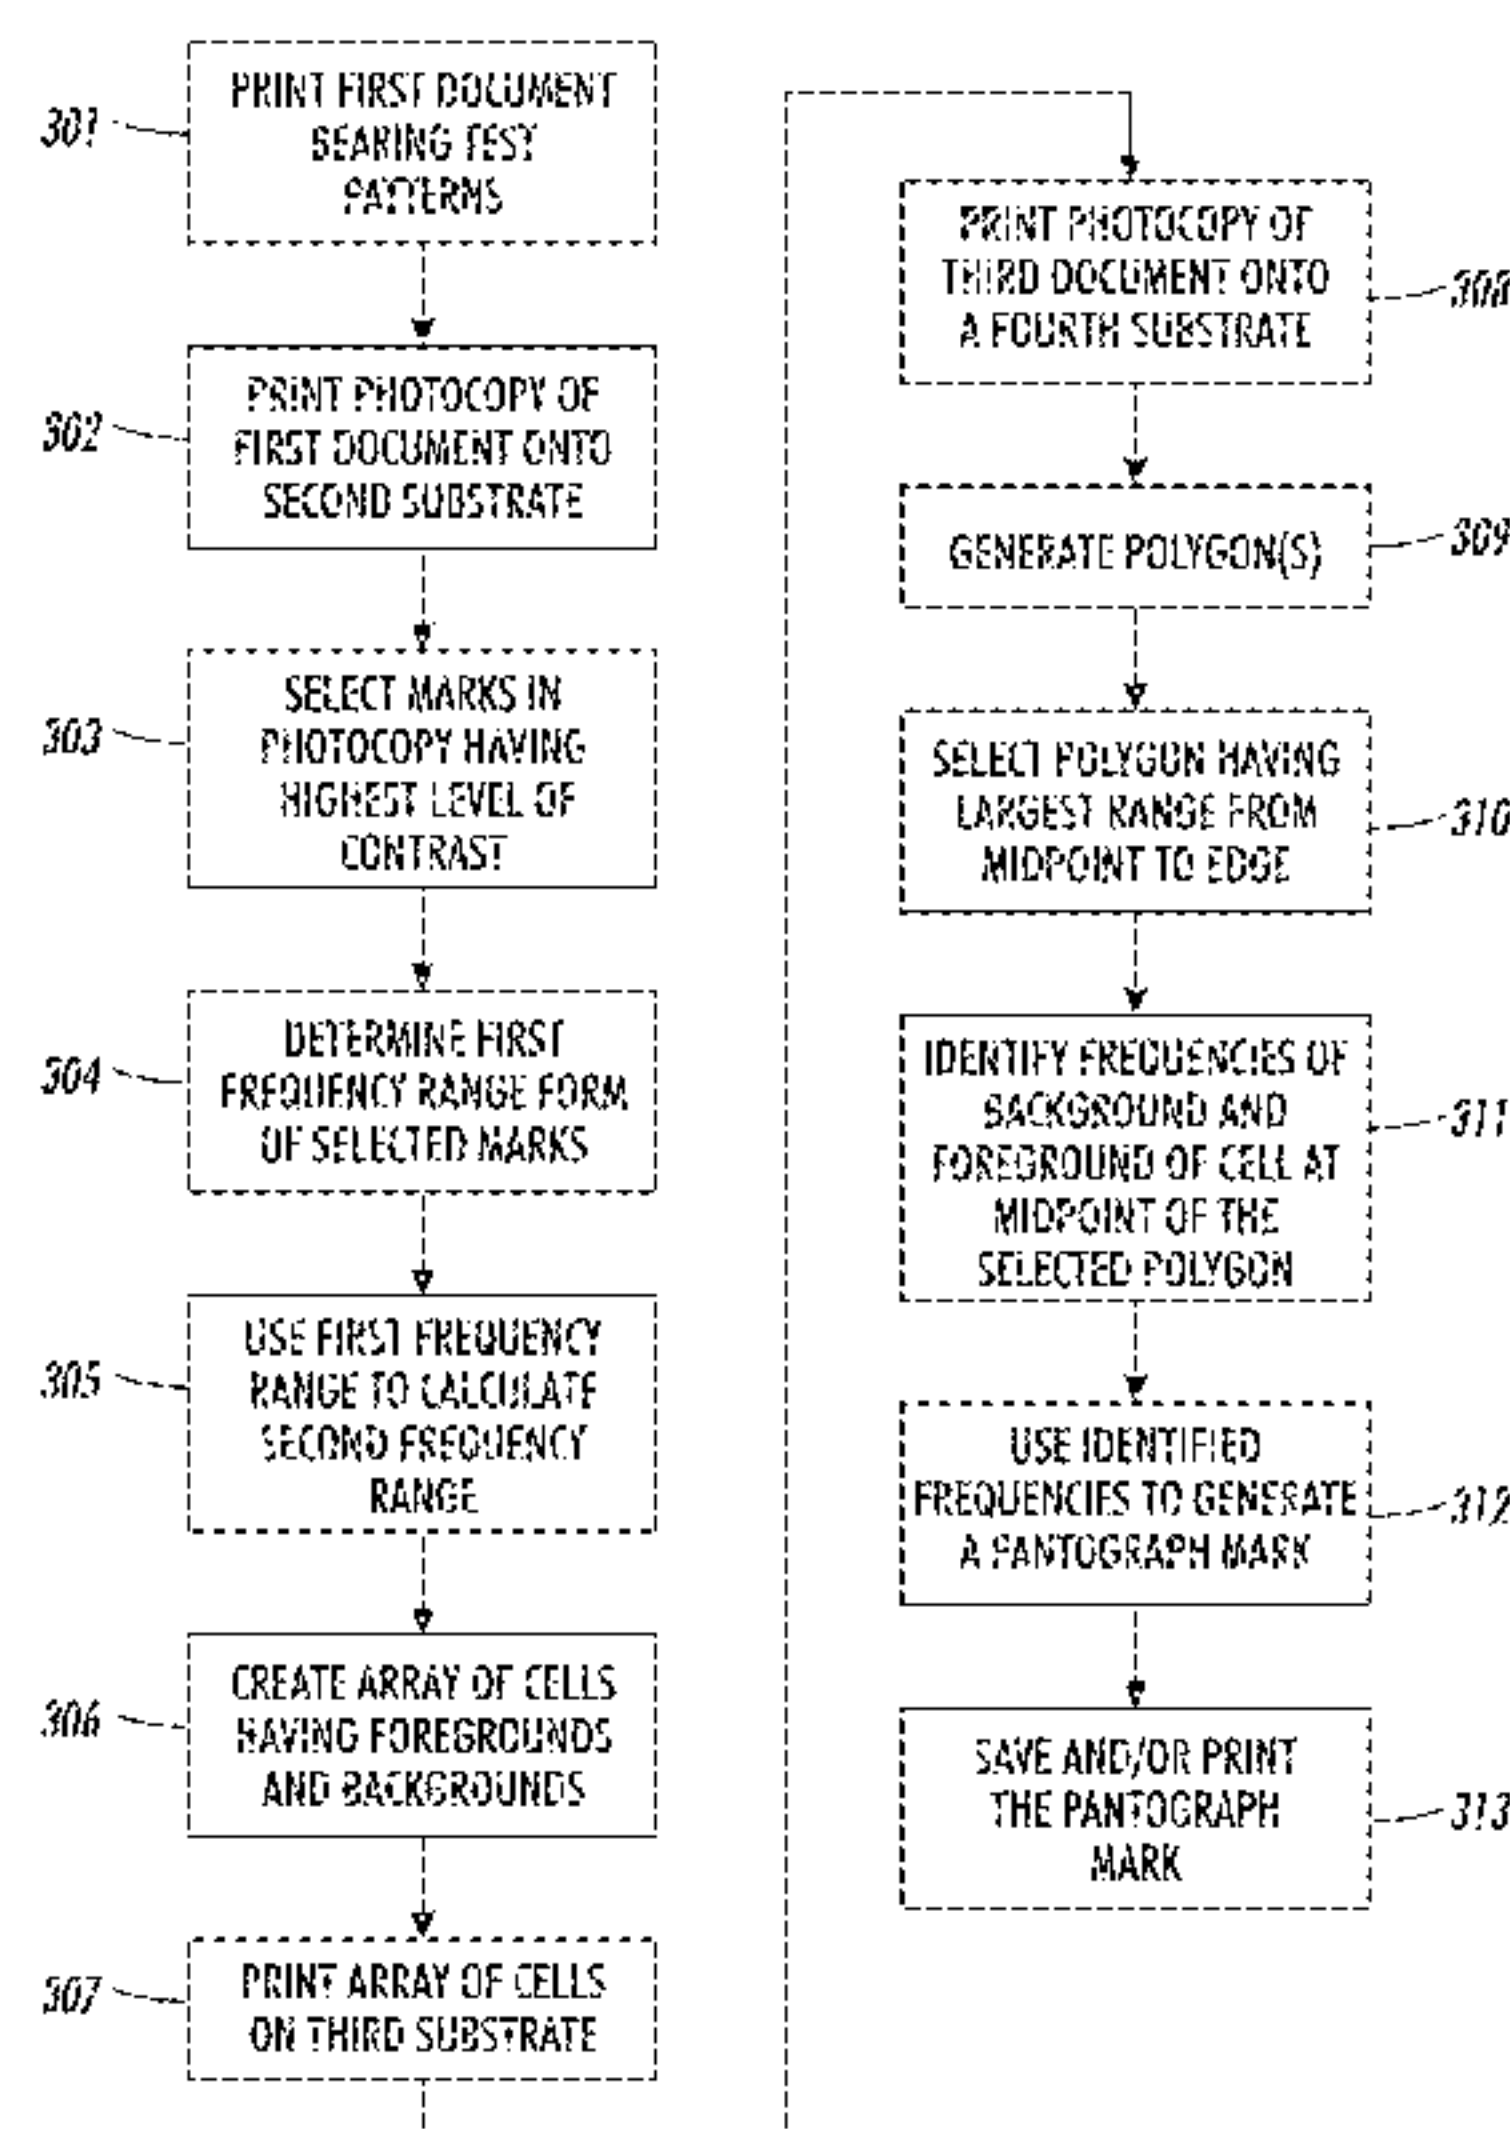 301
PRINT FIRST DOCUMENT
BEARING TEST
PATTERNS
302
PRINT PHOTOCOPY OF
FIRST DOCUMENT ONTO
SECOND SUBSTRATE
303
SELECT MARKS IN
PHOTOCOPY HAVING
HIGHEST LEVEL OF
CONTRAST
304
DETERMINE FIRST
FREQUENCY RANGE FORM
OF SELECTED MARKS
305
USE FIRST FREQUENCY
RANGE TO CALCULATE
SECOND FREQUENCY
RANGE
306
CREATE ARRAY OF CELLS
HAVING FOREGROUNDS
AND BACKGROUNDS
307
PRINT ARRAY OF CELLS
ON THIRD SUBSTRATE
PRINT PHOTOCOPY OF
THIRD DOCUMENT ONTO
A FOURTH SUBSTRATE
308
GENERATE POLYGON(S)
309
SELECT POLYGON HAVING
LARGEST RANGE FROM
MIDPOINT TO EDGE
310
IDENTIFY FREQUENCIES OF
BACKGROUND AND
FOREGROUND OF CELL AT
MIDPOINT OF THE
SELECTED POLYGON
311
USE IDENTIFIED
FREQUENCIES TO GENERATE
A PANTOGRAPH MARK
312
SAVE AND/OR PRINT
THE PANTOGRAPH
MARK
313